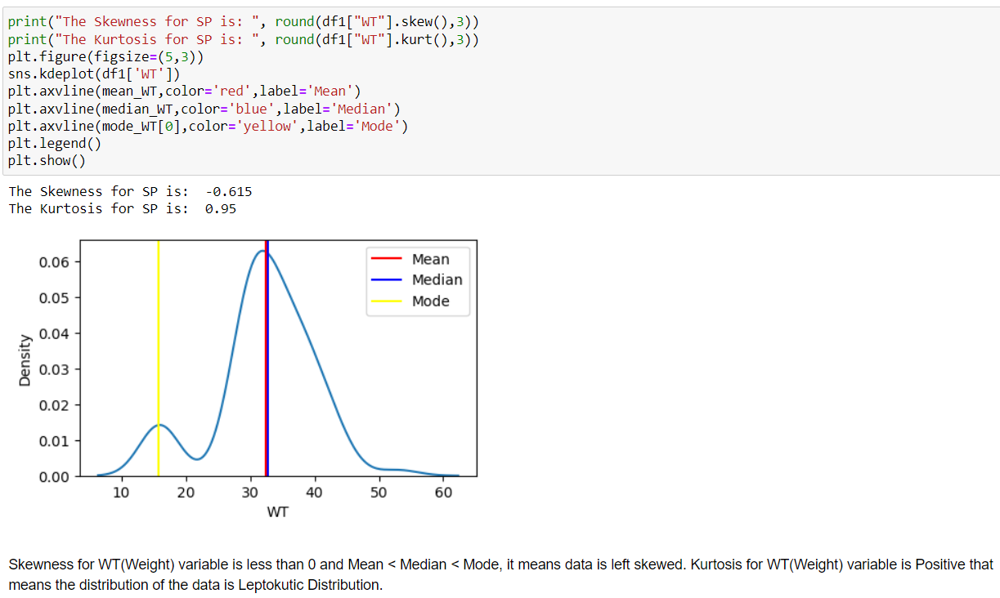 print("The Skewness for SP is: ", round(df1["WT"].skew(),3))
print("The Kurtosis for SP is: ", round(df1["WT"].kurt(),3))
plt.figure(figsize=(5,3))
sns.kdeplot(df1['WT'])
plt.axvline(mean_WT,color='red',label='Mean')
plt.axvline(median_WT,color='blue',label='Median')
plt.axvline(mode_WT[0],color='yellow',label='Mode')
plt.legend()
plt.show()
The Skewness for SP is:  -0.615
The Kurtosis for SP is:  0.95
Mean
Median
Mode
0.06
0.05
0.04
0.03
0.02
0.01
0.00
Density
10 20 30 40 50 60
WT
Skewness for WT(Weight) variable is less than 0 and Mean < Median < Mode, it means data is left skewed. Kurtosis for WT(Weight) variable is Positive that
means the distribution of the data is Leptokutic Distribution.